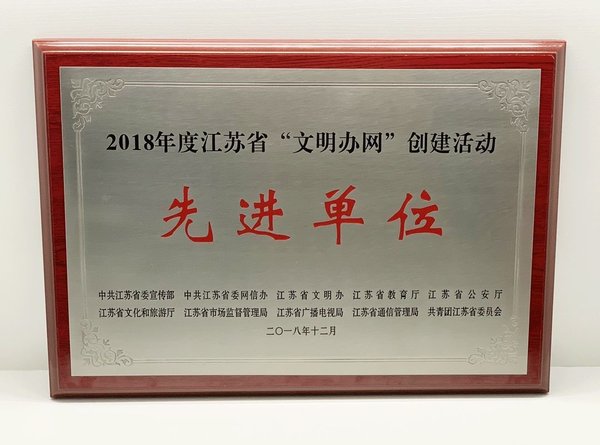 2018年度江苏省“文明办网”创建活动
先进单位
中共江苏省委宣传部 中共江苏省委网信办 江苏省文明办 江苏省教育厅 江苏省公安厅
江苏省文化和旅游厅 江苏省市场监督管理局 江苏省广播电视局 江苏省通信管理局 共青团江苏省委员会
二〇一八年十二月